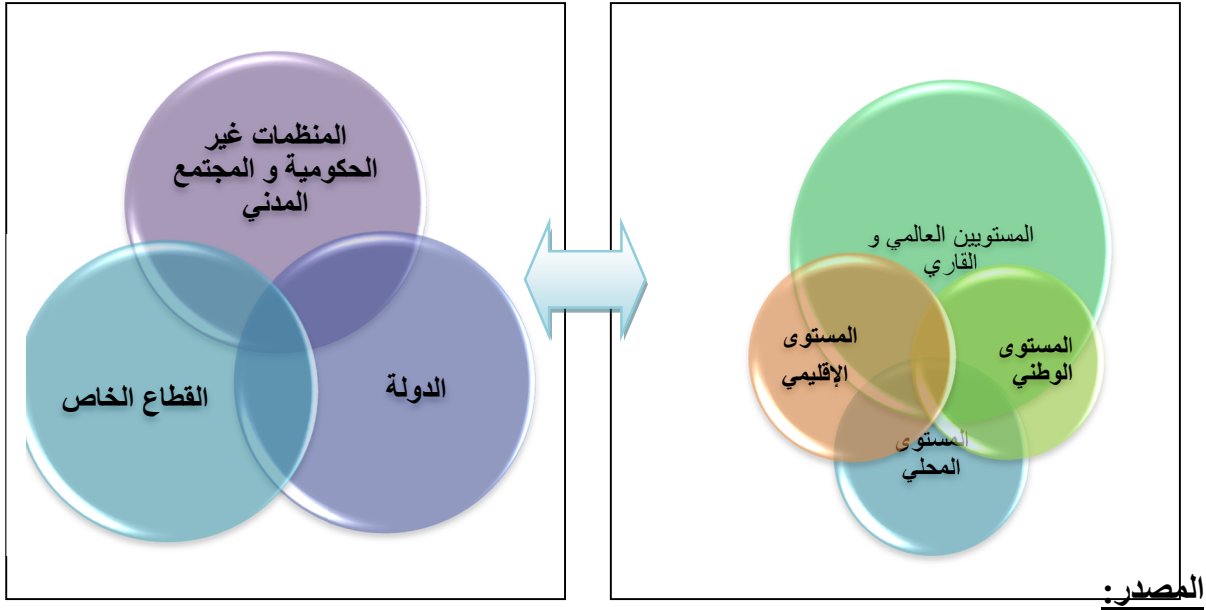 المستويين العالمي و
القاري
المستوى
الوطني
المستوى
الإقليمي
المستوى
المحلي
المنظمات غير
الحكومية و المجتمع
المدني
الدولة
القطاع الخاص
المصدر: